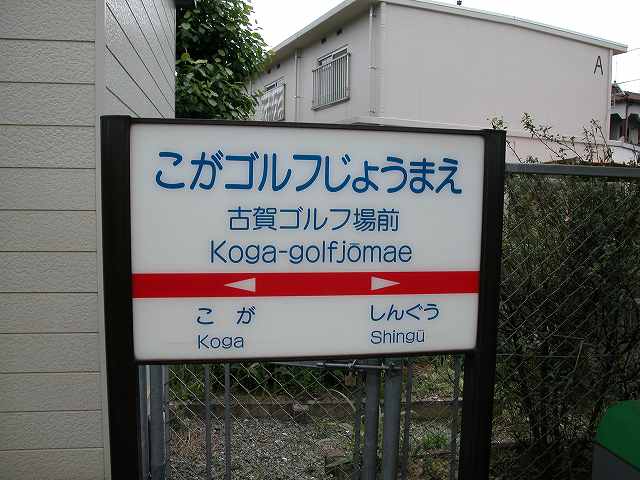 A
こがゴルフじょうまえ
古賀ゴルフ場前
Koga-golfjōmae
こが しんぐう
Koga Shingū